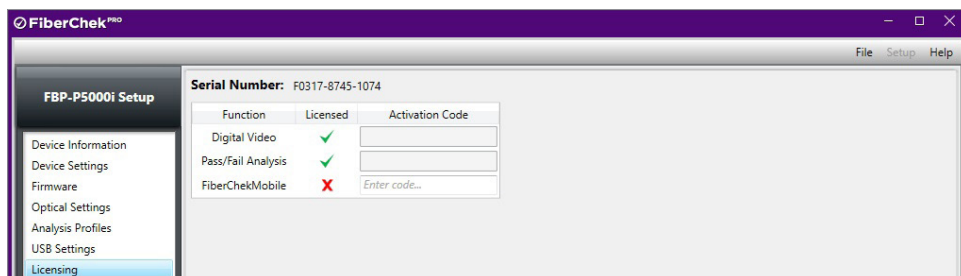 FiberChek PRO
File Setup Help
FBP-P5000i Setup
Device Information
Device Settings
Firmware
Optical Settings
Analysis Profiles
USB Settings
Licensing
Serial Number: F0317-8745-1074
Function Licensed Activation Code
Digital Video
Pass/Fail Analysis
FiberChekMobile Enter code...